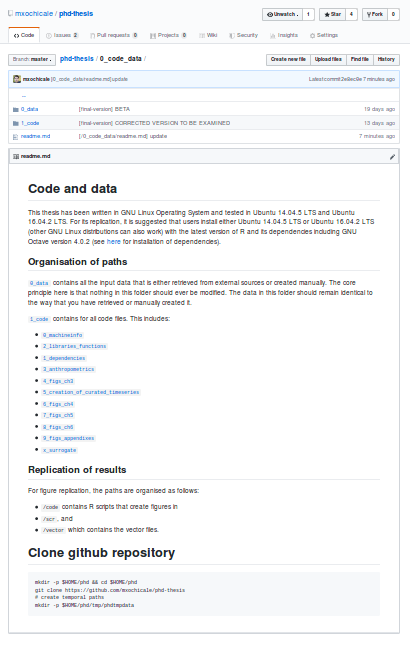 mxochicale / phd-thesis
Unwatch 1 Star 4 Fork 0
Code Issues 2 Pull requests 0 Projects 0 Wiki Security Insights Settings
Branch: master phd-thesis / 0_code_data / Create new file Upload files Find file History
mxochicale [0_code_data/readme.md] update Latest commit 7 minutes ago
..
0_data [final-version] BETA 19 days ago
1_code [final-version] CORRECTED VERSION TO BE EXAMINED 13 days ago
readme.md [/0_code_data/readme.md] update 7 minutes ago
readme.md
Code and data
This thesis has been written in GNU Linux Operating System and tested in Ubuntu 14.04.5 LTS and Ubuntu
16.04.2 LTS. For its replication, it is suggested that users install either Ubuntu 14.04.5 LTS or Ubuntu 16.04.2 LTS
(other GNU Linux distributions can also work) with the latest version of R and its dependencies including GNU
Octave version 4.0.2 (see here for installation of dependencies).
Organisation of paths
0_data contains all the input data that is either retrieved from external sources or created manually. The core
principle here is that nothing in this folder should ever be modified. The data in this folder should remain identical to
the way that you have retrieved or manually created it.
1_code contains for all code files. This includes:
0_machineinfo
2_libraries_functions
1_dependencies
3_anthropometrics
4_figs_ch3
5_creation_of_curated_timeseries
6_figs_ch4
7_figs_ch5
8_figs_ch6
9_figs_appendixes
x_surrogate
Replication of results
For figure replication, the paths are organised as follows:
/code contains R scripts that create figures in
/scr , and
/vector which contains the vector files.
Clone github repository
mkdir -p $HOME/phd && cd $HOME/phd
git clone https://github.com/mxochicale/phd-thesis
# create temporal paths
mkdir -p $HOME/phd/tmp/phdtmpdata